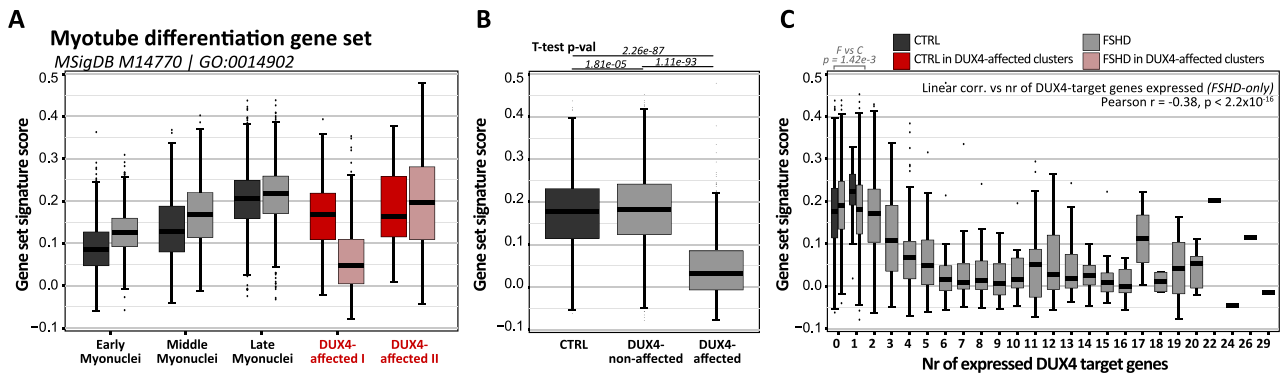 A
Myotube differentiation gene set
MSigDB M14770 | GO:0014902
Gene set signature score
0.5
0.4
0.3
0.2
0.1
0.0
−0.1
Early Myonuclei
Middle Myonuclei
Late Myonuclei
DUX4-affected I
DUX4-affected II
B
T-test p-val
2.26e-87
1.81e-05
1.11e-93
Gene set signature score
0.5
0.4
0.3
0.2
0.1
0.0
−0.1
CTRL
DUX4-non-affected
DUX4-affected
C
CTRL
FSHD
CTRL in DUX4-affected clusters
FSHD in DUX4-affected clusters
F vs C
p = 1.42e-3
Linear corr. vs nr of DUX4-target genes expressed (FSHD-only)
Pearson r = -0.38, p < 2.2x10⁻¹⁶
Gene set signature score
0.5
0.4
0.3
0.2
0.1
0.0
−0.1
0 1 2 3 4 5 6 7 8 9 10 11 12 13 14 15 16 17 18 19 20 22 24 26 29
Nr of expressed DUX4 target genes